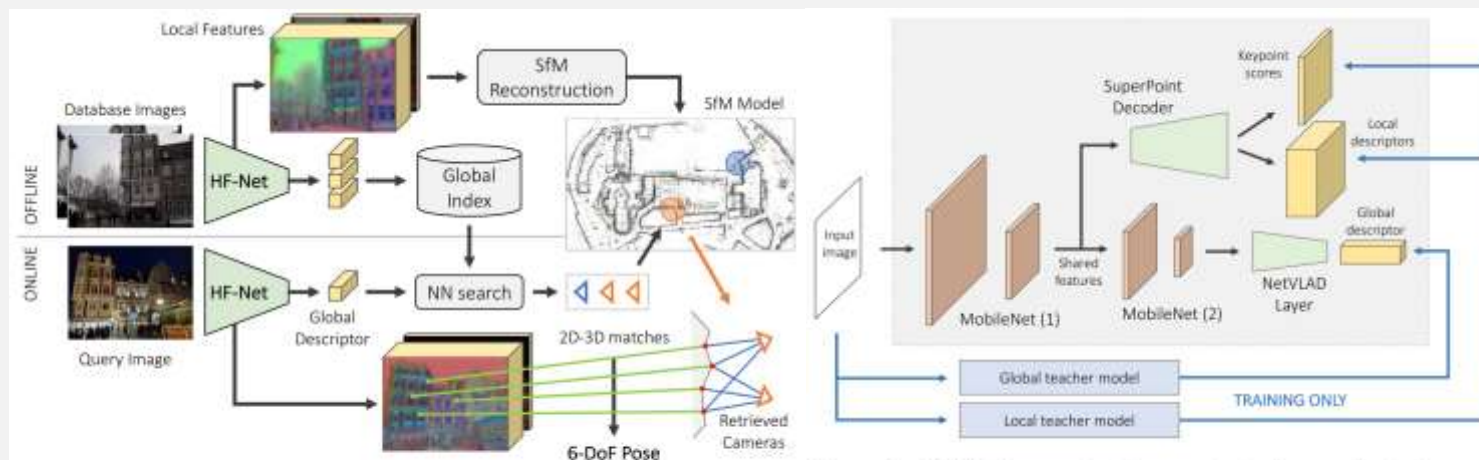 Local Features
SfM
Reconstruction
Database Images
HF-Net
Global
Index
SfM Model
OFFLINE
ONLINE
HF-Net
Global
Descriptor
NN search
Query Image
2D-3D matches
Retrieved
Cameras
6-DoF Pose
Keypoint
scores
SuperPoint
Decoder
Local
descriptors
Input
image
Shared
features
Global
descriptor
MobileNet (1)
MobileNet (2)
NetVLAD
Layer
Global teacher model
TRAINING ONLY
Local teacher model